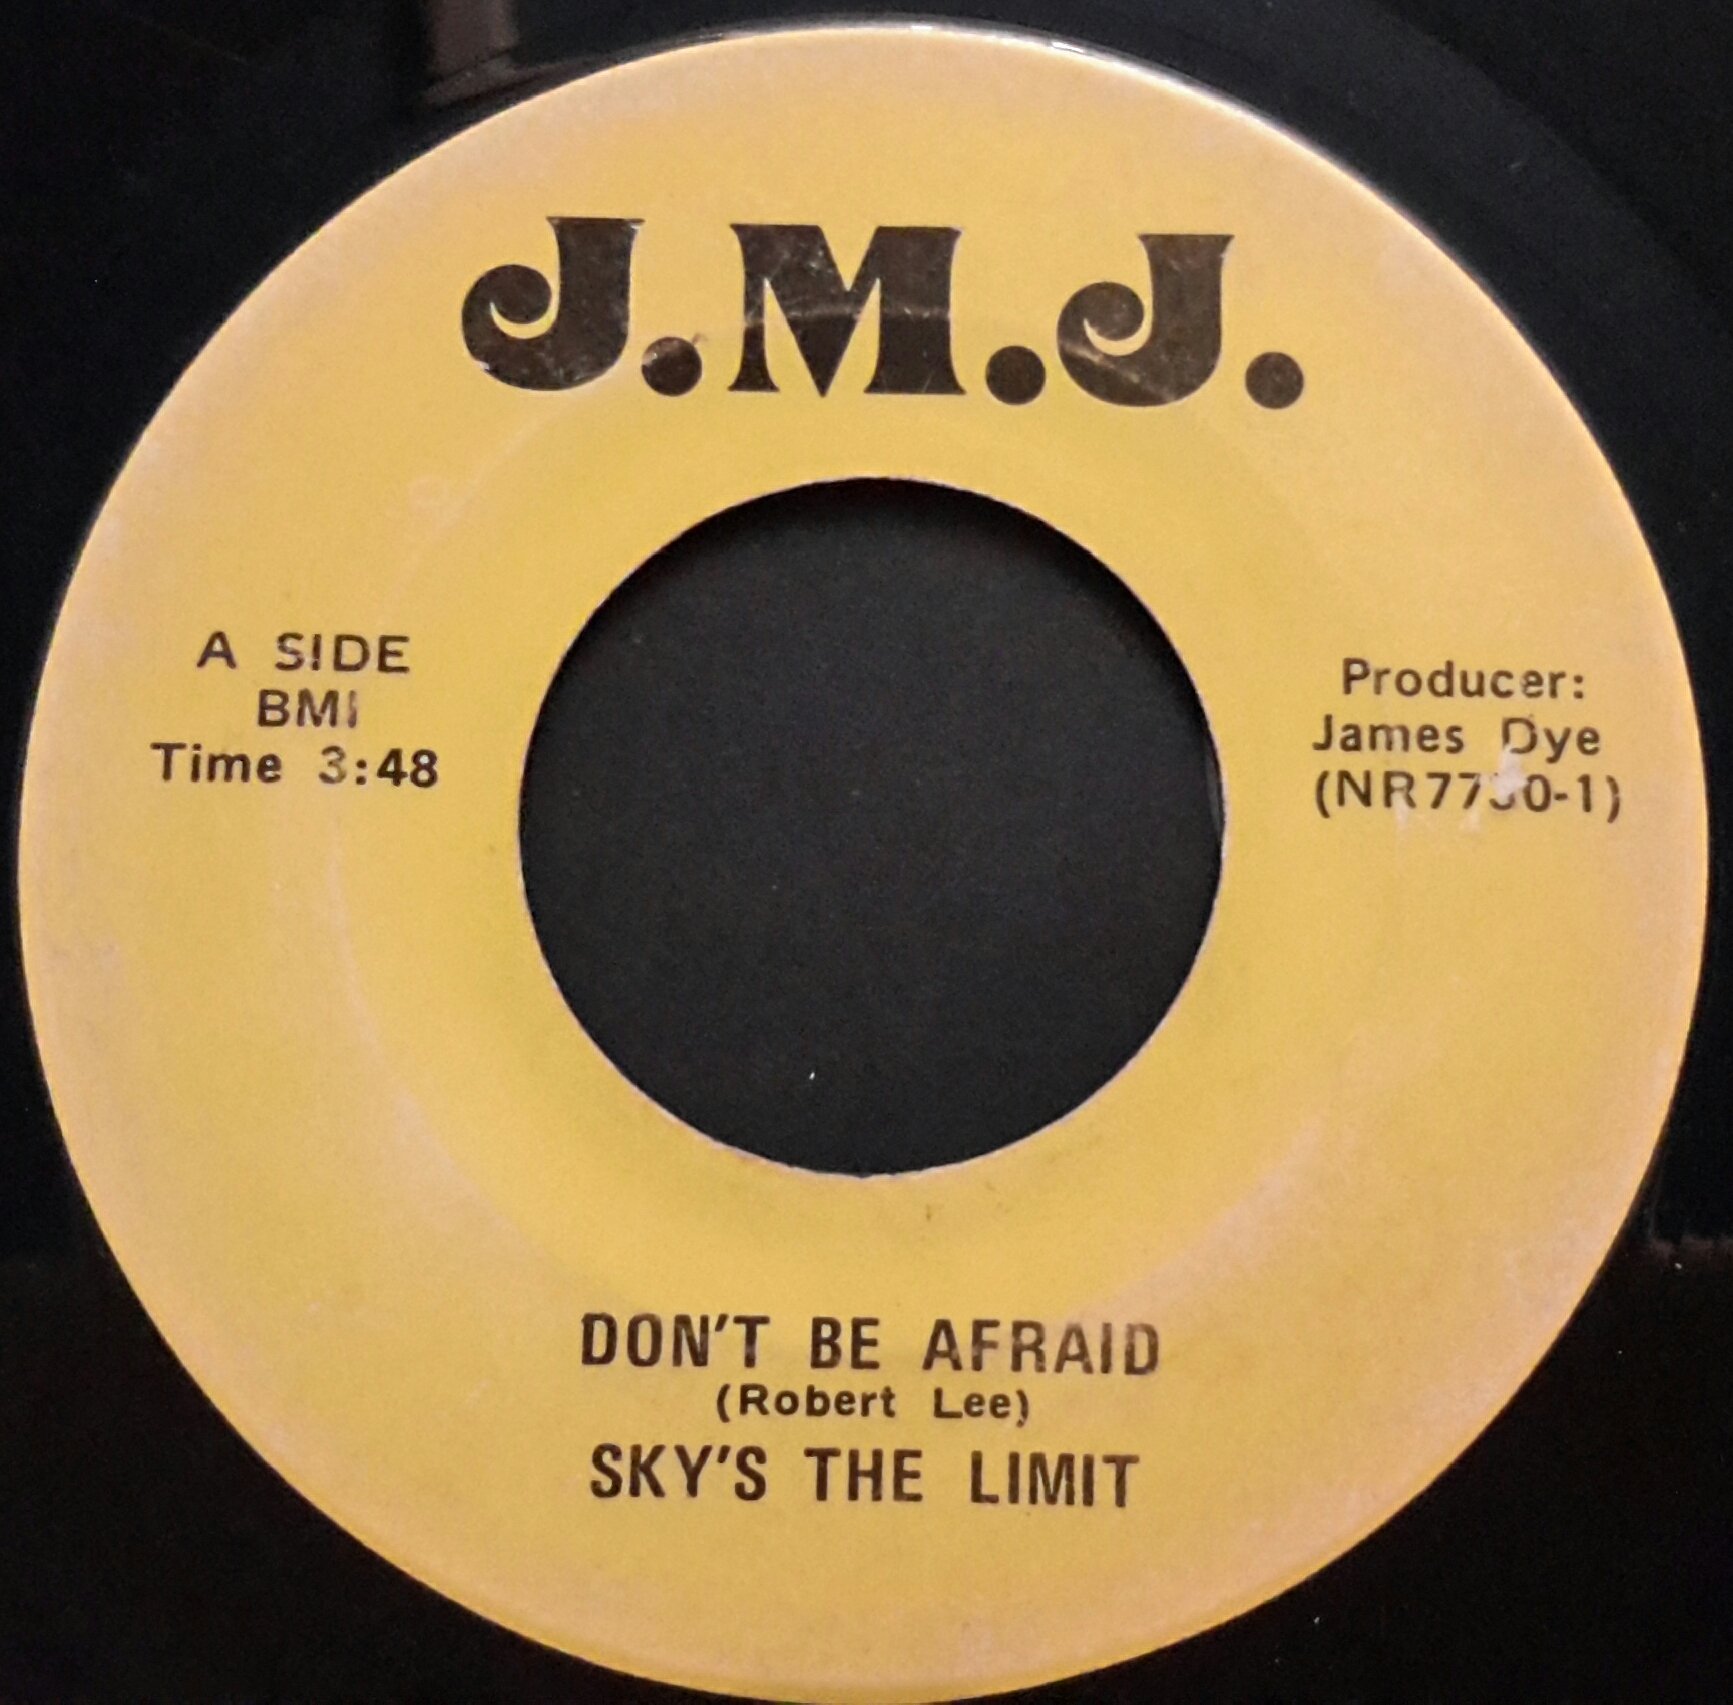 J.M.J.
A SIDE
BMI
Time 3:48
Producer:
James Dye
DON'T BE AFRAID
(Robert Lee)
SKY'S THE LIMIT